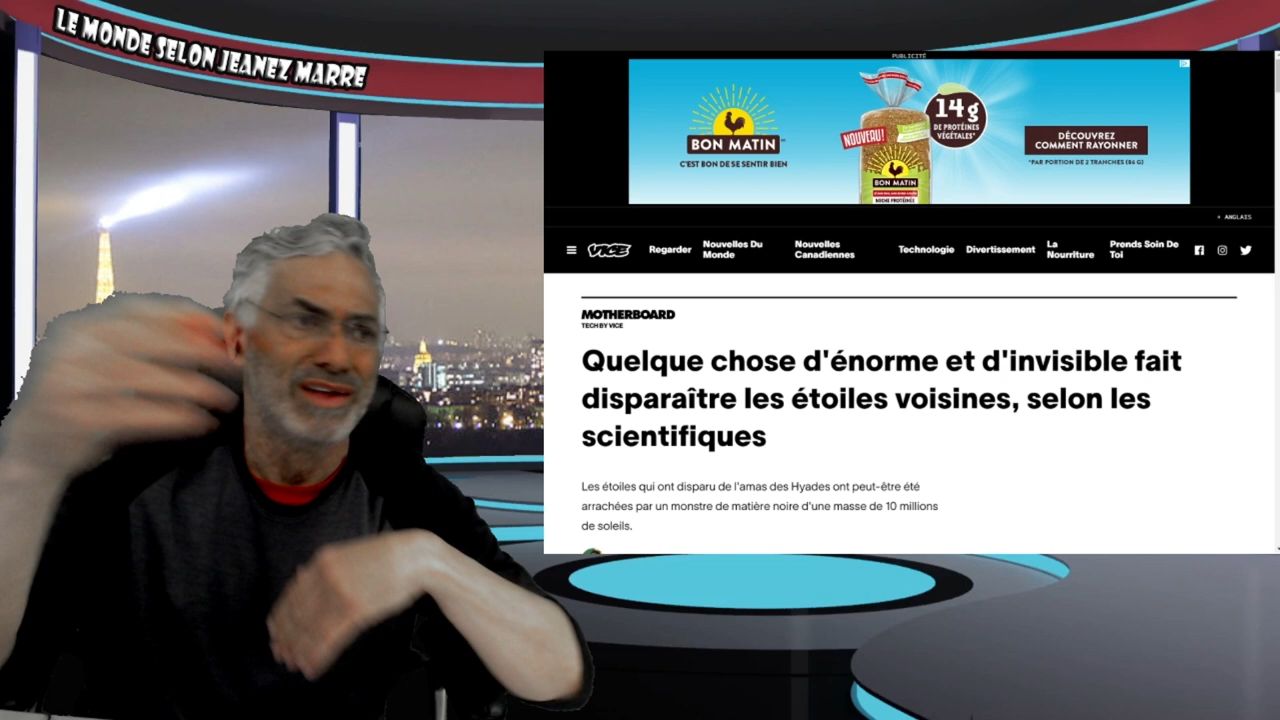 LE MONDE SELON JEANEZ MARRE
PUBLICITÉ
BON MATIN
C'EST BON DE SE SENTIR BIEN
NOUVEAU!
BON MATIN
14g
DE PROTÉINES
VÉGÉTALES*
DÉCOUVREZ
COMMENT RAYONNER
*PAR PORTION DE 2 TRANCHES (86 G)
+ ANGLAIS
VICE
Regarder
Nouvelles Du
Monde
Nouvelles
Canadiennes
Technologie
Divertissement
La
Nourriture
Prends Soin De
Toi
MOTHERBOARD
TECH BY VICE
Quelque chose d'énorme et d'invisible fait
disparaître les étoiles voisines, selon les
scientifiques
Les étoiles qui ont disparu de l'amas des Hyades ont peut-être été
arrachées par un monstre de matière noire d'une masse de 10 millions
de soleils.